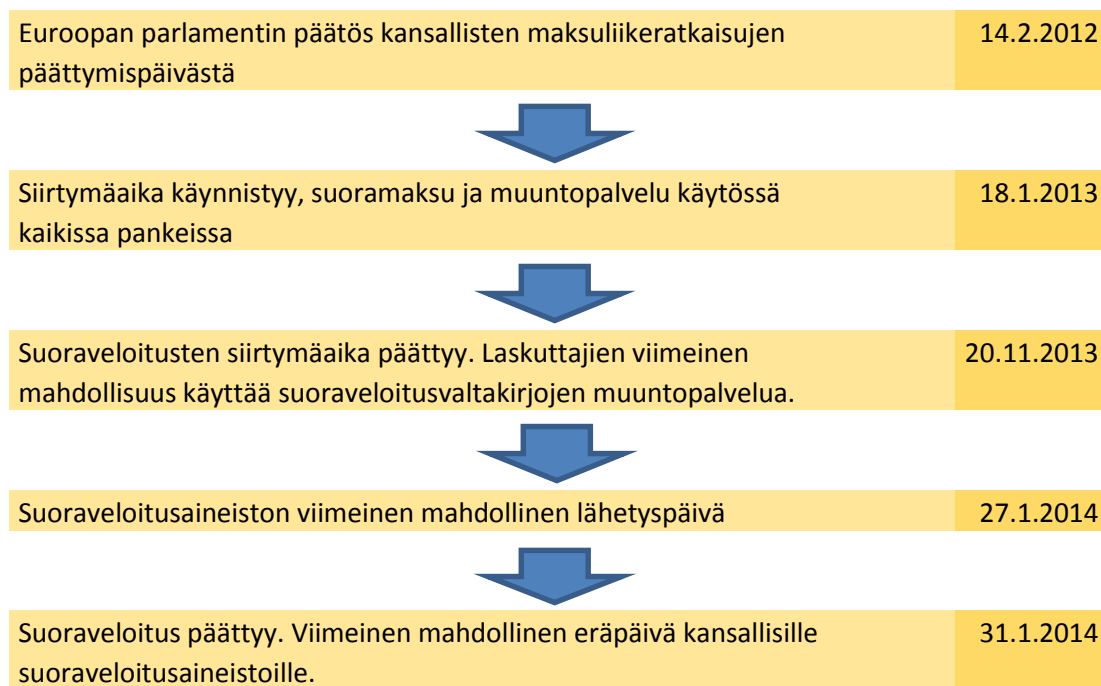 Euroopan parlamentin päätös kansallisten maksuliikeratkaisujen 14.2.2012
päättymispäivästä
Siirtymäaika käynnistyy, suoramaksu ja muuntopalvelu käytössä 18.1.2013
kaikissa pankeissa
Suoraveloitusten siirtymäaika päättyy. Laskuttajien viimeinen 20.11.2013
mahdollisuus käyttää suoraveloitusvaltakirjojen muuntopalvelua.
Suoraveloitusaineiston viimeinen mahdollinen lähetyspäivä 27.1.2014
Suoraveloitus päättyy. Viimeinen mahdollinen eräpäivä kansallisille 31.1.2014
suoraveloitusaineistoille.